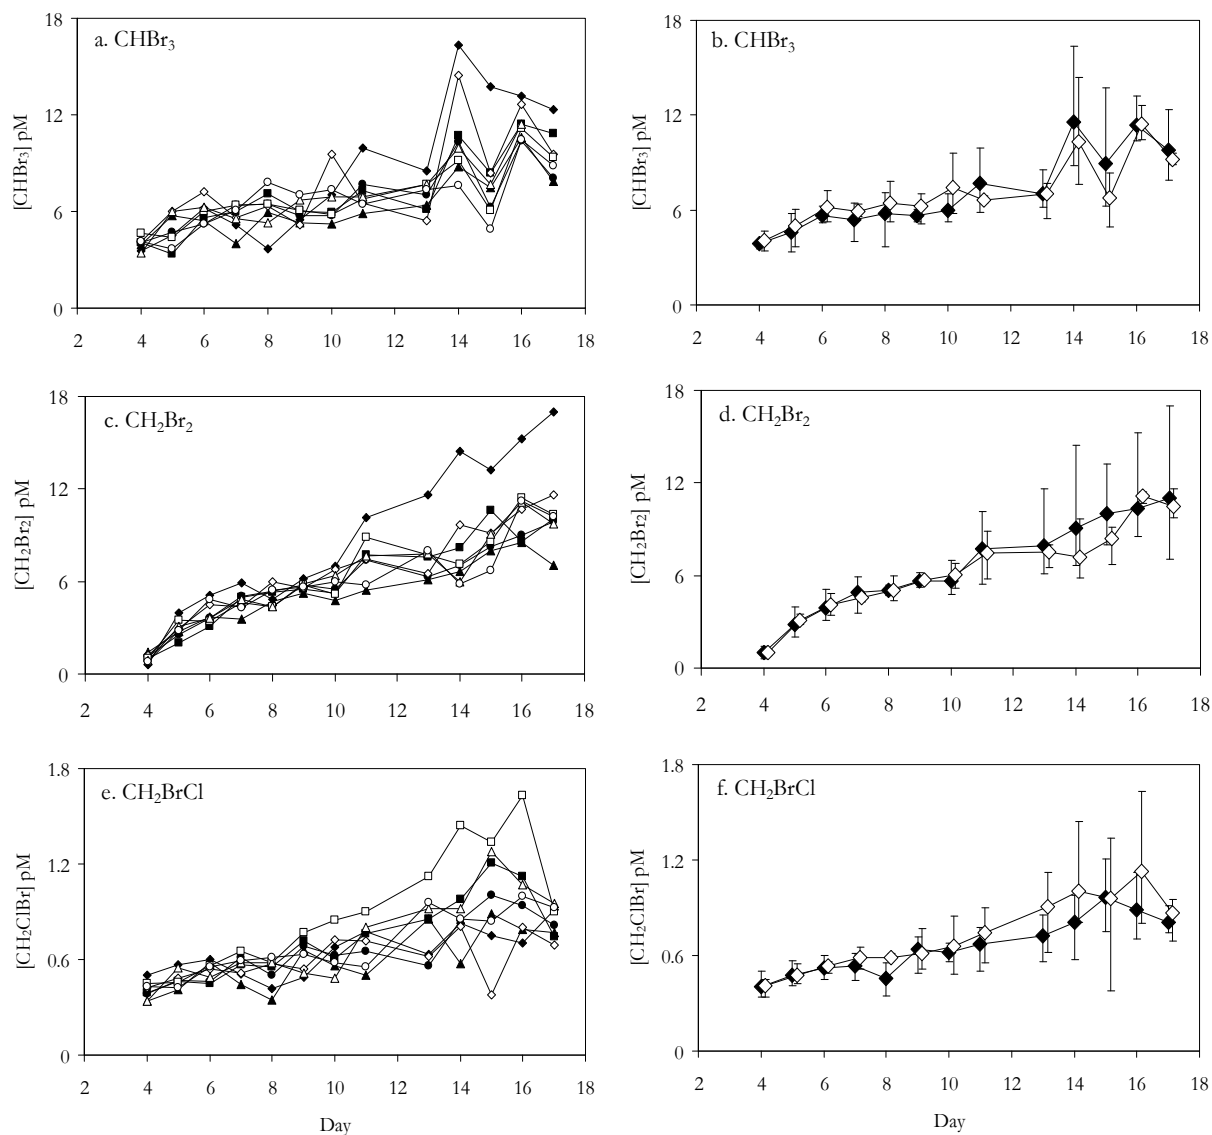 a. CHBr₃
[CHBr₃] pM
18
12
6
0
2 4 6 8 10 12 14 16 18
b. CHBr₃
[CHBr₃] pM
18
12
6
0
2 4 6 8 10 12 14 16 18
c. CH₂Br₂
[CH₂Br₂] pM
18
12
6
0
2 4 6 8 10 12 14 16 18
d. CH₂Br₂
[CH₂Br₂] pM
18
12
6
0
2 4 6 8 10 12 14 16 18
e. CH₂BrCl
[CH₂ClBr] pM
1.8
1.2
0.6
0
2 4 6 8 10 12 14 16 18
Day
f. CH₂BrCl
[CH₂ClBr] pM
1.8
1.2
0.6
0
2 4 6 8 10 12 14 16 18
Day